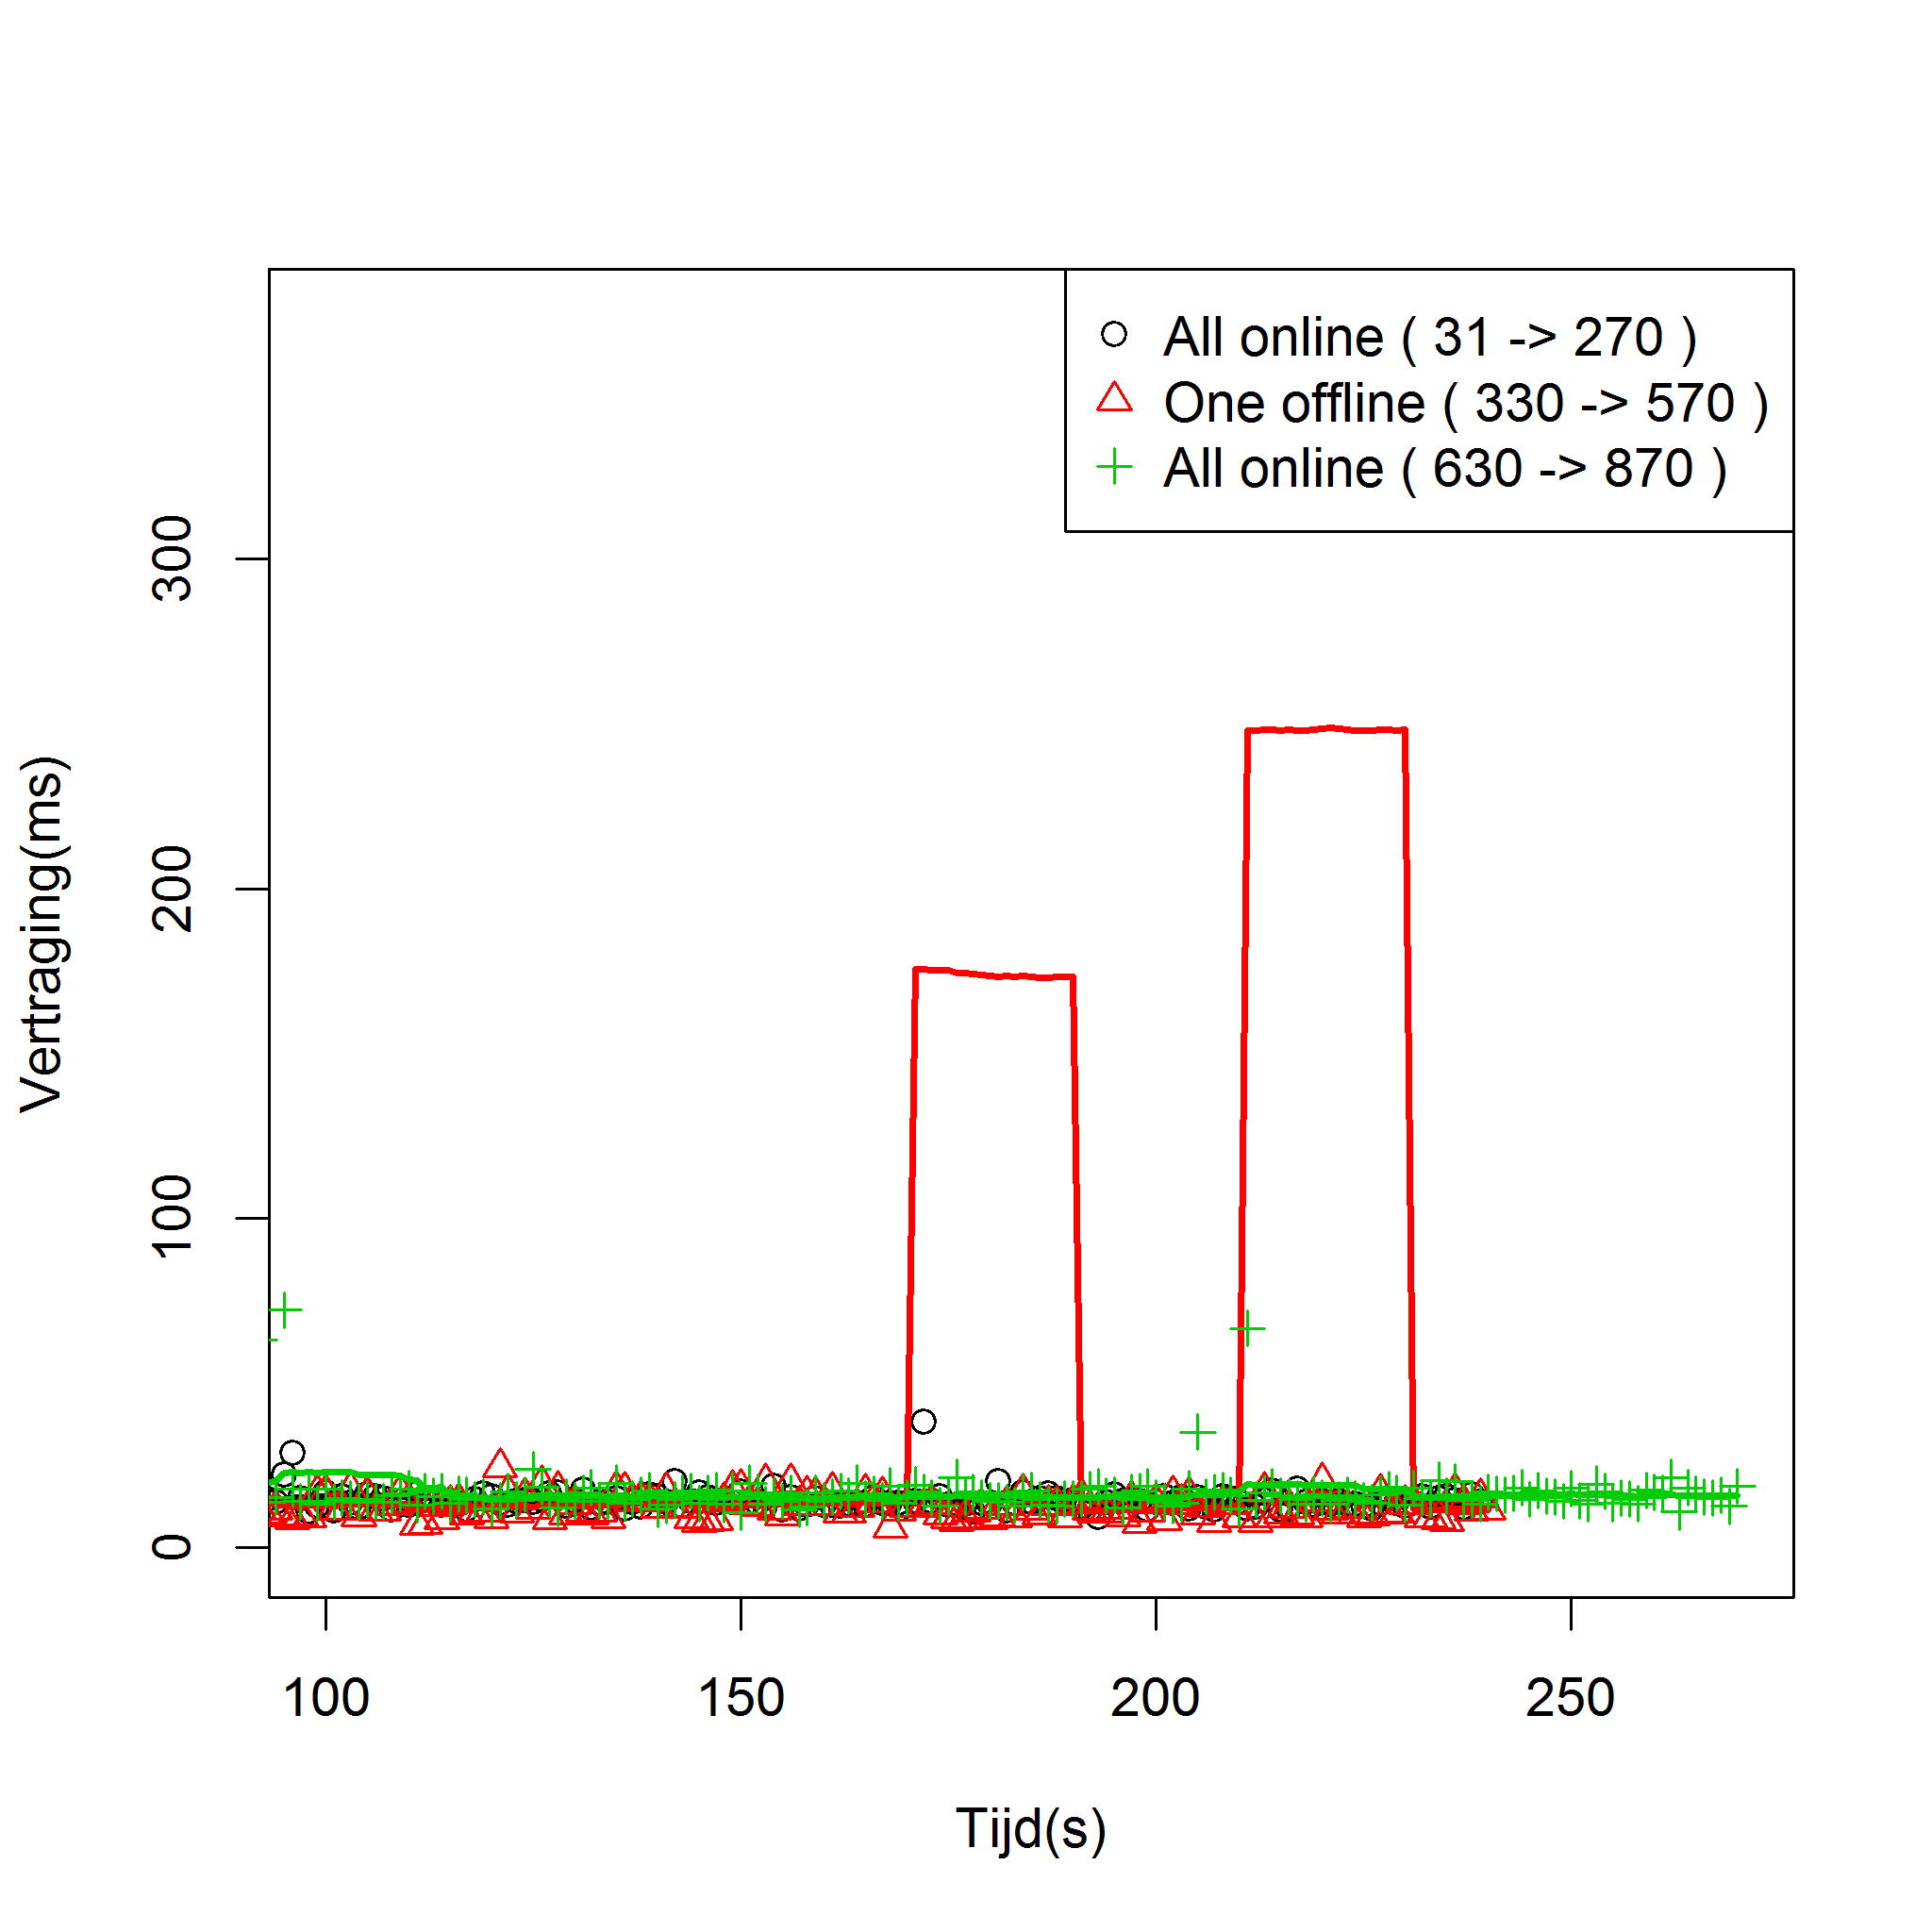 All online ( 31 -> 270 )
One offline ( 330 -> 570 )
All online ( 630 -> 870 )
Vertraging(ms)
300
200
100
0
100 150 200 250
Tijd(s)